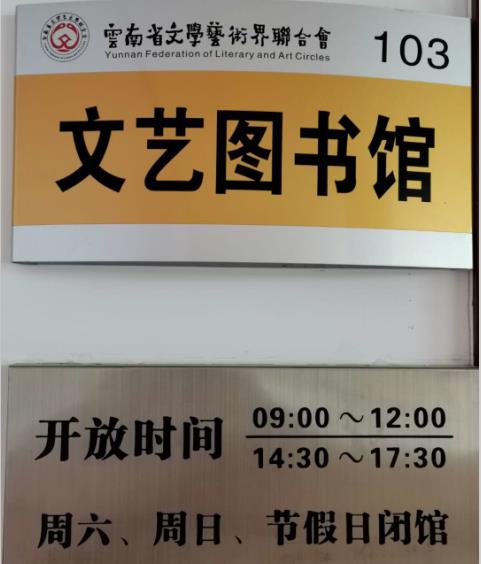 雲南省文學藝術界聯合會
Yunnan Federation of Literary and Art Circles
103
文艺图书馆
开放时间
09:00～12:00
14:30～17:30
周六、周日、节假日闭馆